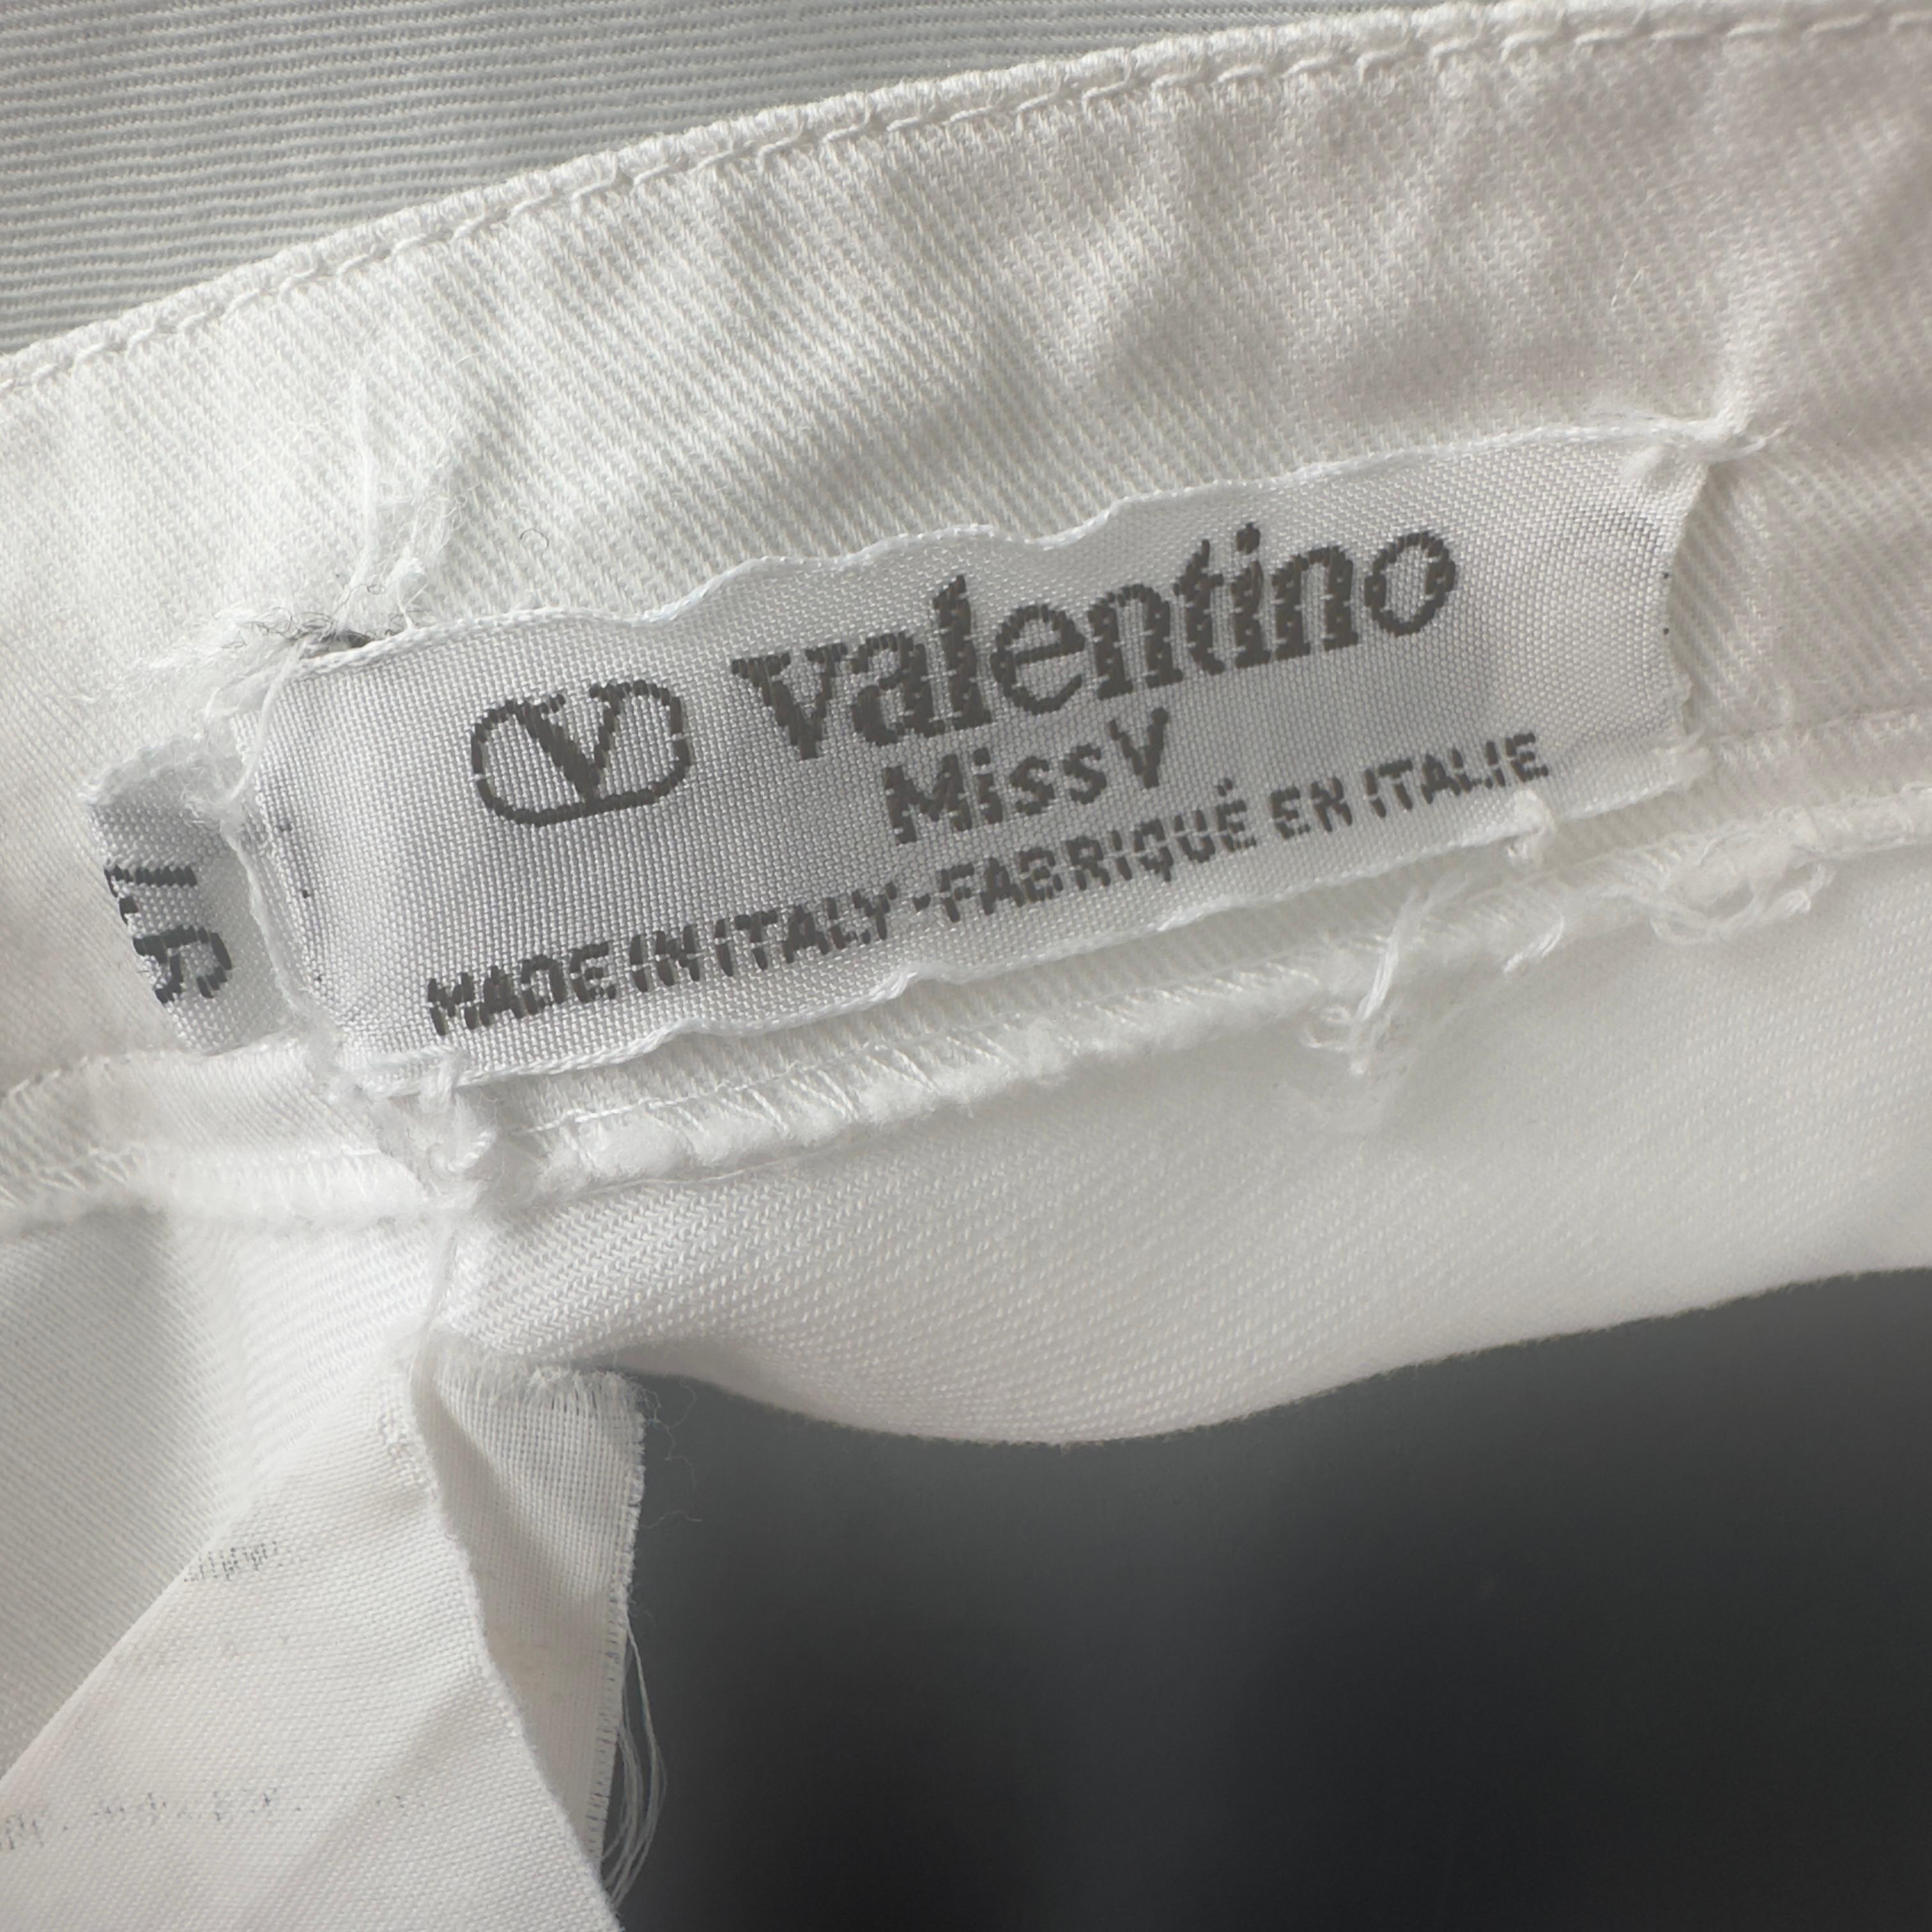 V valentino
Miss V
MADE IN ITALY - FABRIQUÉ EN ITALIE